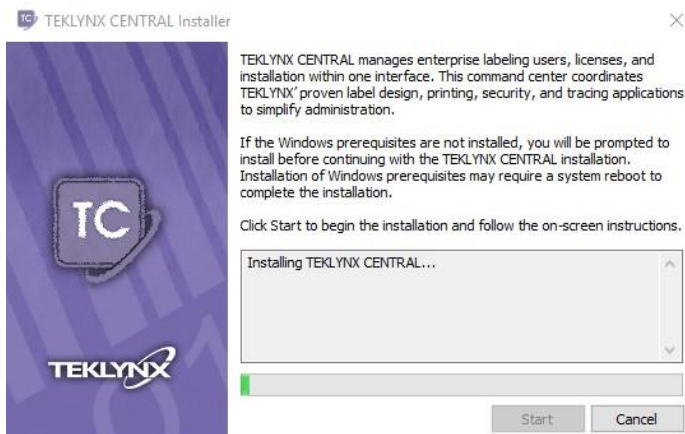 TC TEKLYNX CENTRAL Installer
TEKLYNX CENTRAL manages enterprise labeling users, licenses, and
installation within one interface. This command center coordinates
TEKLYNX’ proven label design, printing, security, and tracing applications
to simplify administration.
If the Windows prerequisites are not installed, you will be prompted to
install before continuing with the TEKLYNX CENTRAL installation.
Installation of Windows prerequisites may require a system reboot to
complete the installation.
Click Start to begin the installation and follow the on-screen instructions.
TC
Installing TEKLYNX CENTRAL...
TEKLYNX
01
Start
Cancel